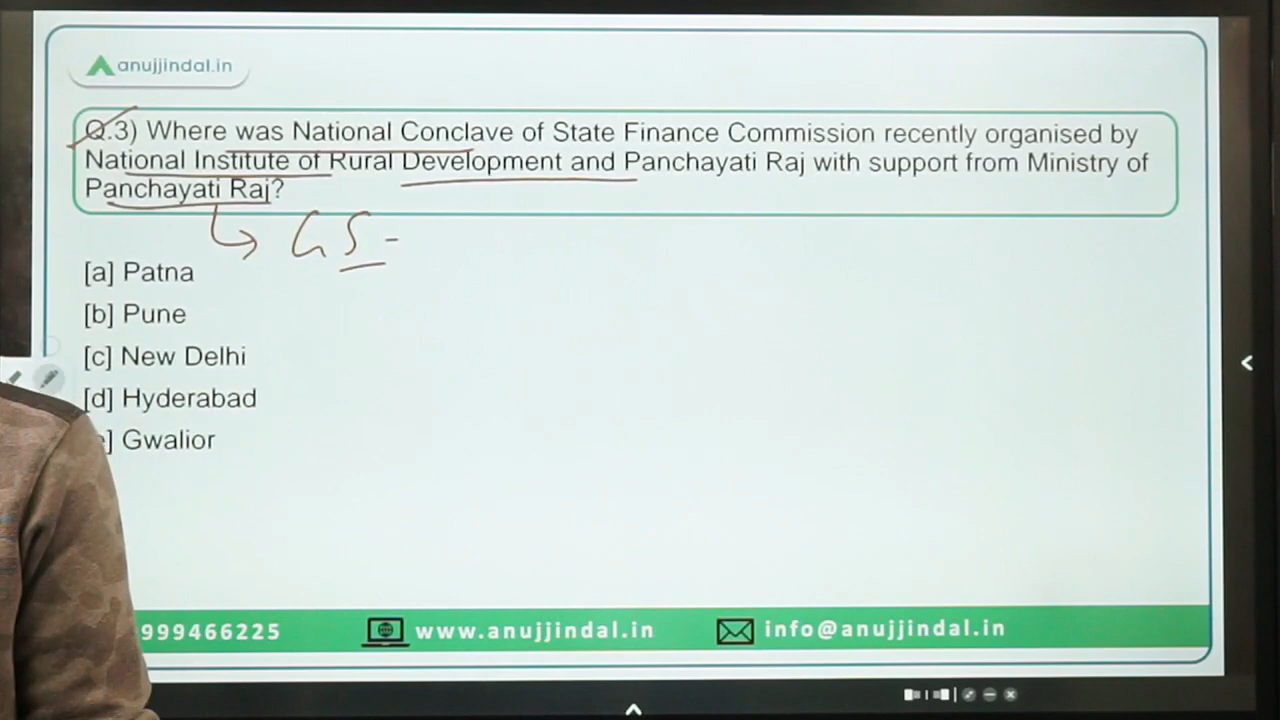 anujjindal.in
Q.3) Where was National Conclave of State Finance Commission recently organised by
National Institute of Rural Development and Panchayati Raj with support from Ministry of
Panchayati Raj?
GS -
[a] Patna
[b] Pune
[c] New Delhi
[d] Hyderabad
e] Gwalior
999466225 www.anujjindal.in info@anujjindal.in